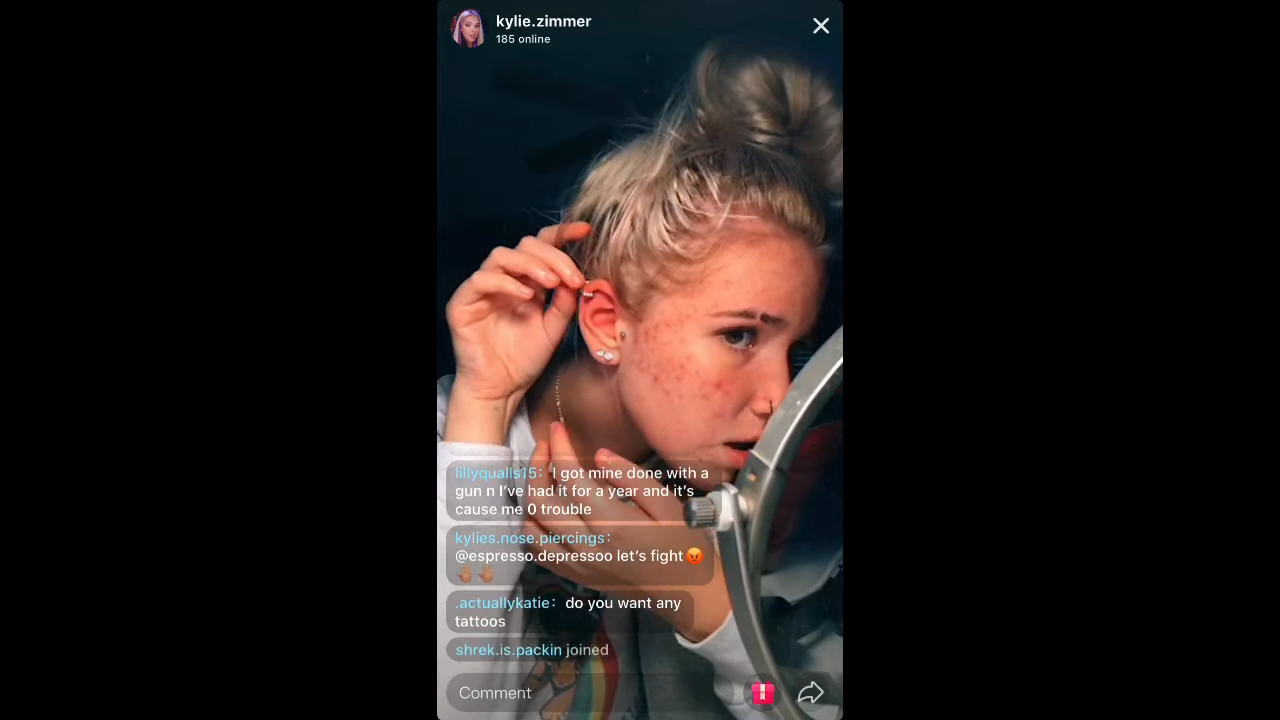 kylie.zimmer
185 online
lillyqualls15: I got mine done with a
gun n I've had it for a year and it's
cause me 0 trouble
kylies.nose.piercings:
@espresso.depressoo let's fight😡
🤚🏽🤚🏽
.actuallykatie: do you want any
tattoos
shrek.is.packin joined
Comment